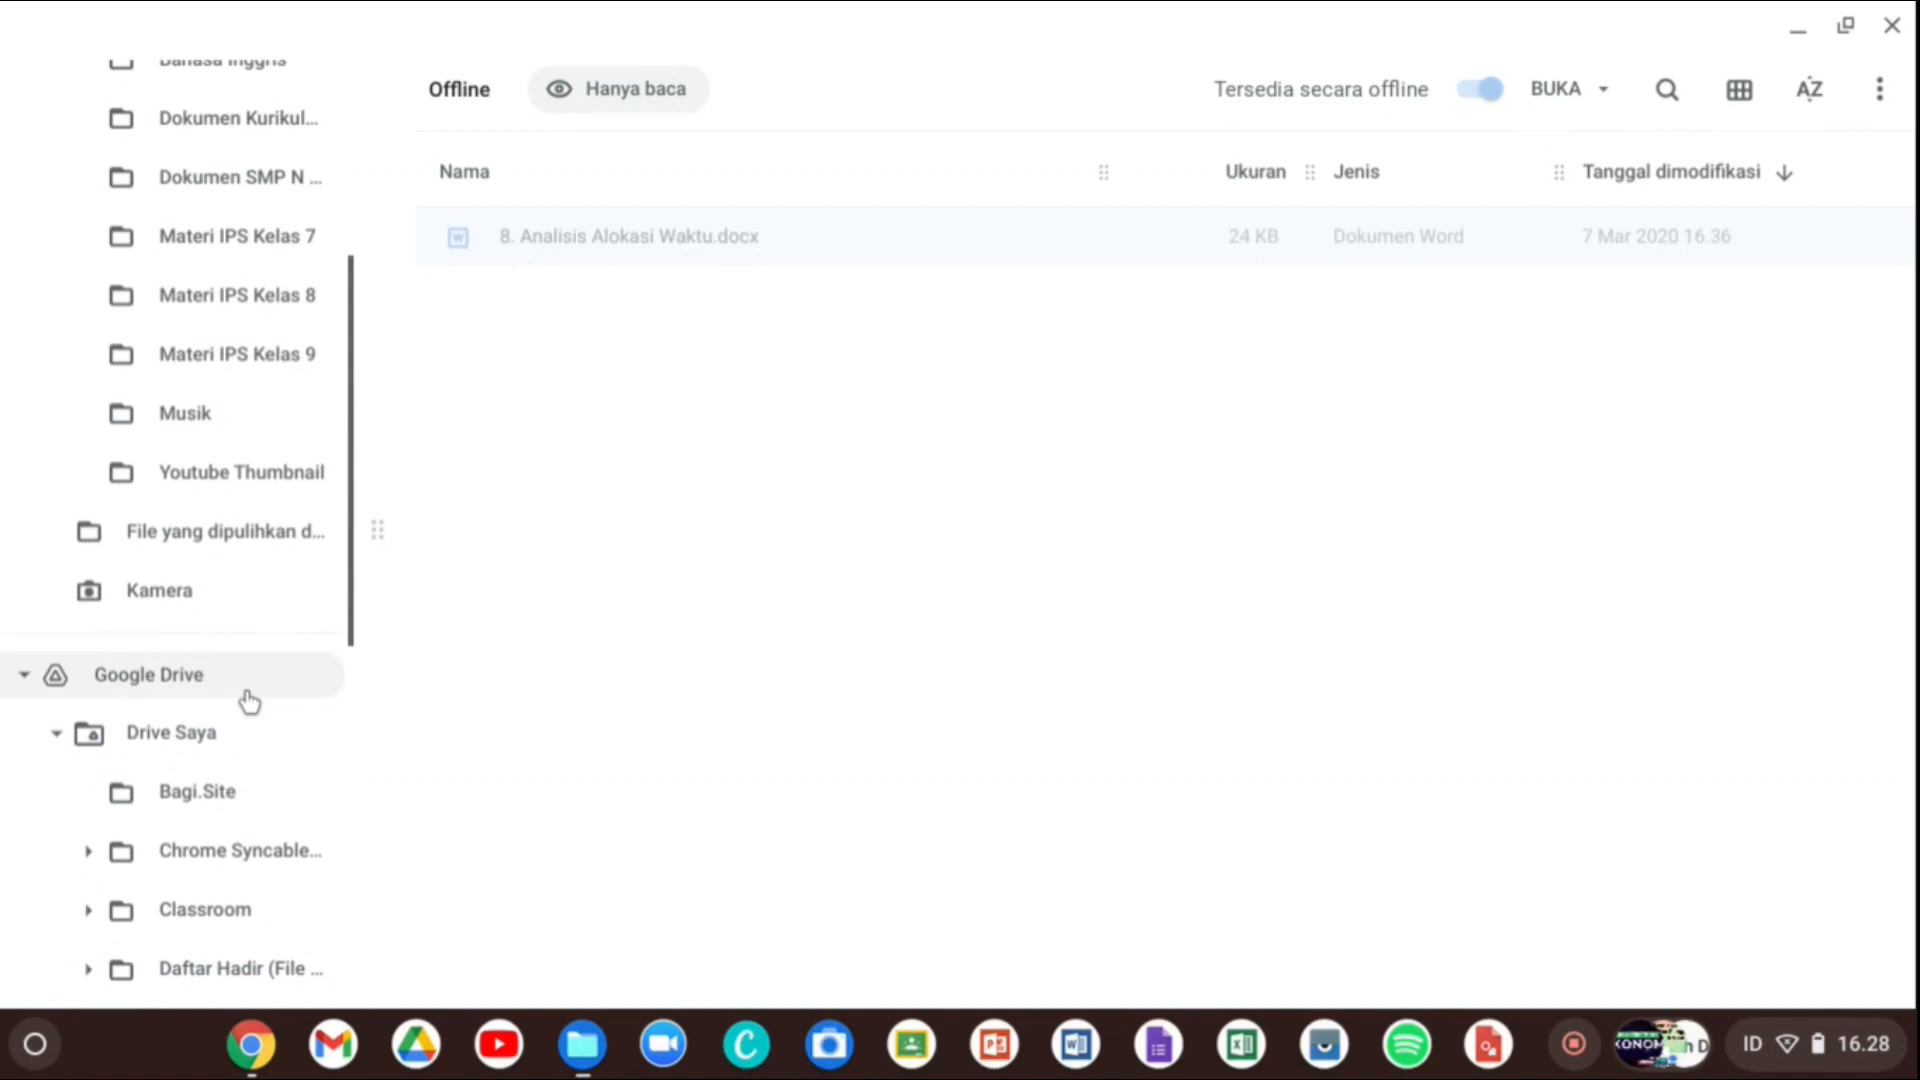 Bahasa Inggris
Dokumen Kurikul...
Dokumen SMP N ...
Materi IPS Kelas 7
Materi IPS Kelas 8
Materi IPS Kelas 9
Musik
Youtube Thumbnail
File yang dipulihkan d...
Kamera
Google Drive
Drive Saya
Bagi.Site
Chrome Syncable...
Classroom
Daftar Hadir (File ...
Offline
Hanya baca
Tersedia secara offline
BUKA
AZ
Nama
Ukuran
Jenis
Tanggal dimodifikasi
8. Analisis Alokasi Waktu.docx
24 KB
Dokumen Word
7 Mar 2020 16.36
ID
16.28